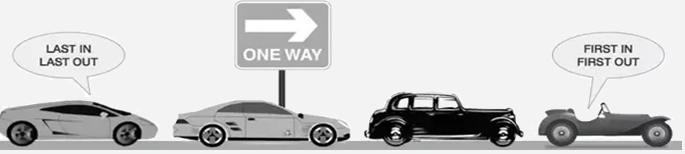 LAST IN
LAST OUT
ONE WAY
FIRST IN
FIRST OUT